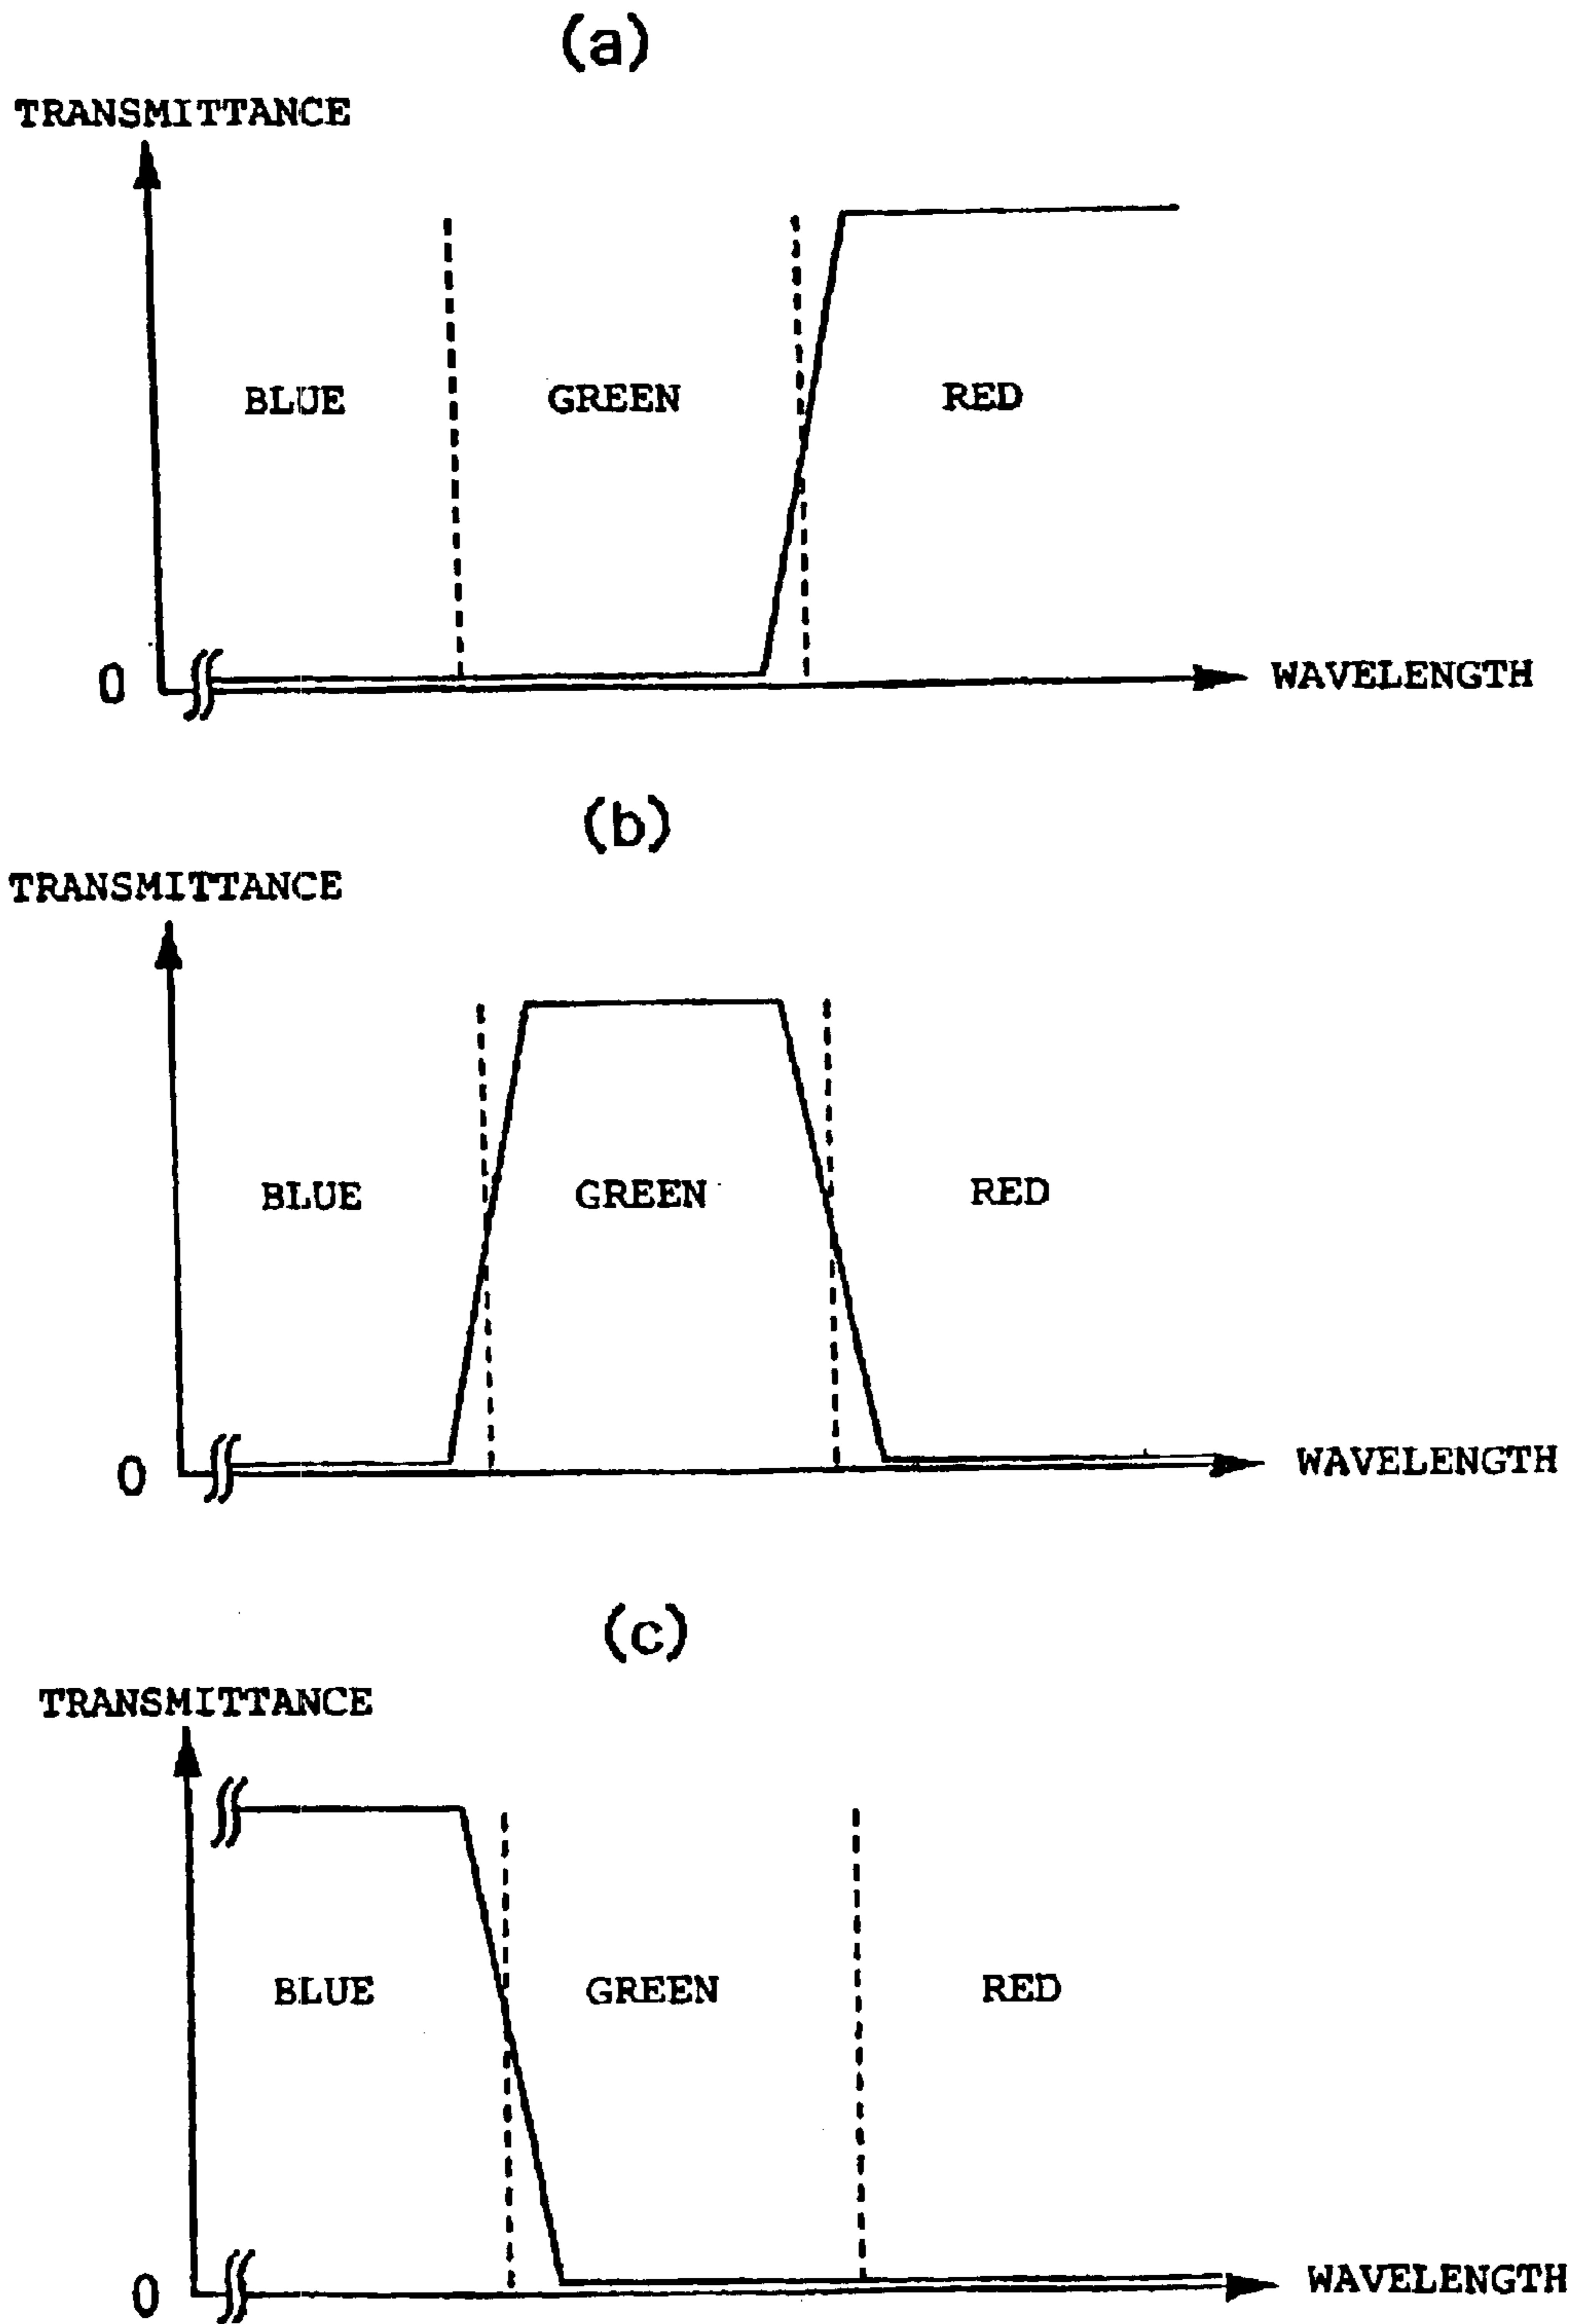 (a)
TRANSMITTANCE
BLUE GREEN RED
0
WAVELENGTH
(b)
TRANSMITTANCE
BLUE GREEN RED
0
WAVELENGTH
(c)
TRANSMITTANCE
BLUE GREEN RED
0
WAVELENGTH